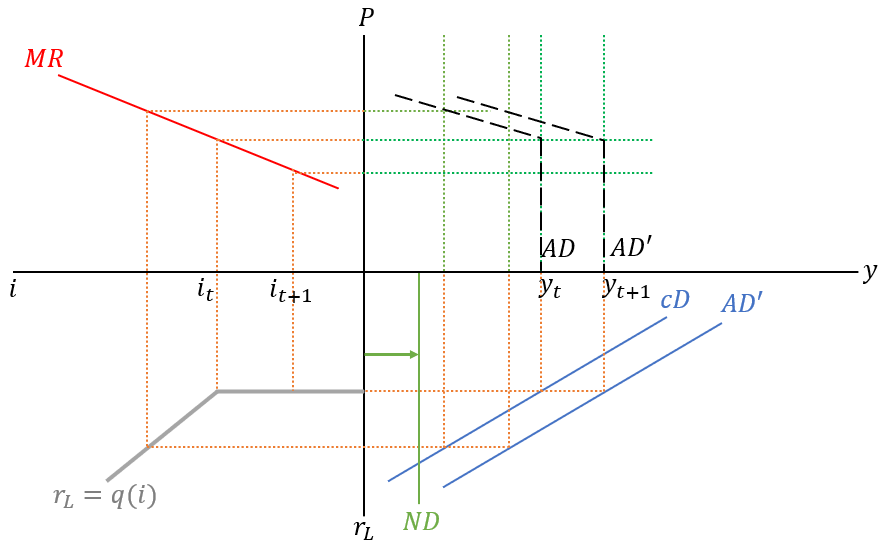 P
MR
AD
AD′
i
i_t
i_{t+1}
y_t
y_{t+1}
y
cD
AD′
r_L = q(i)
r_L
ND